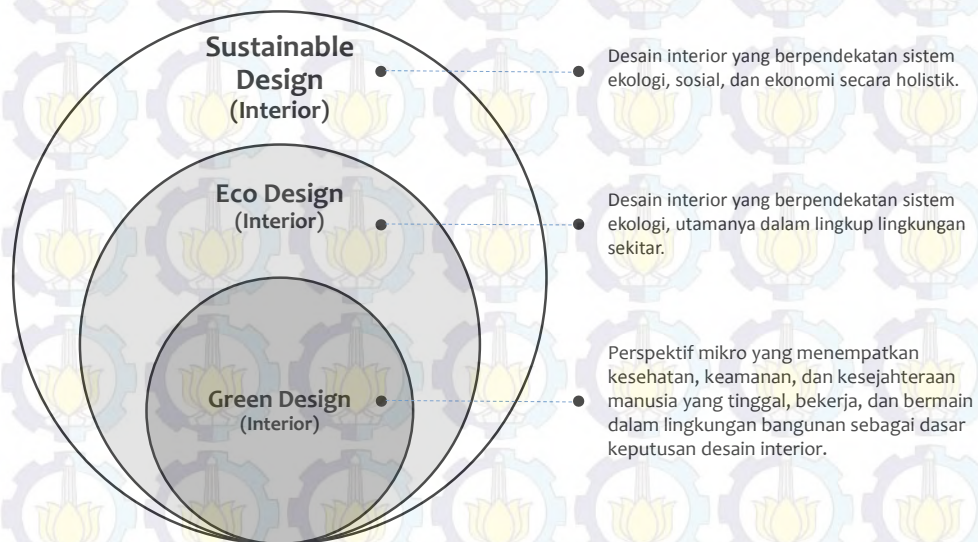 Sustainable
Design
(Interior)
Desain interior yang berpendekatan sistem
ekologi, sosial, dan ekonomi secara holistik.
Eco Design
(Interior)
Desain interior yang berpendekatan sistem
ekologi, utamanya dalam lingkup lingkungan
sekitar.
Green Design
(Interior)
Perspektif mikro yang menempatkan
kesehatan, keamanan, dan kesejahteraan
manusia yang tinggal, bekerja, dan bermain
dalam lingkungan bangunan sebagai dasar
keputusan desain interior.